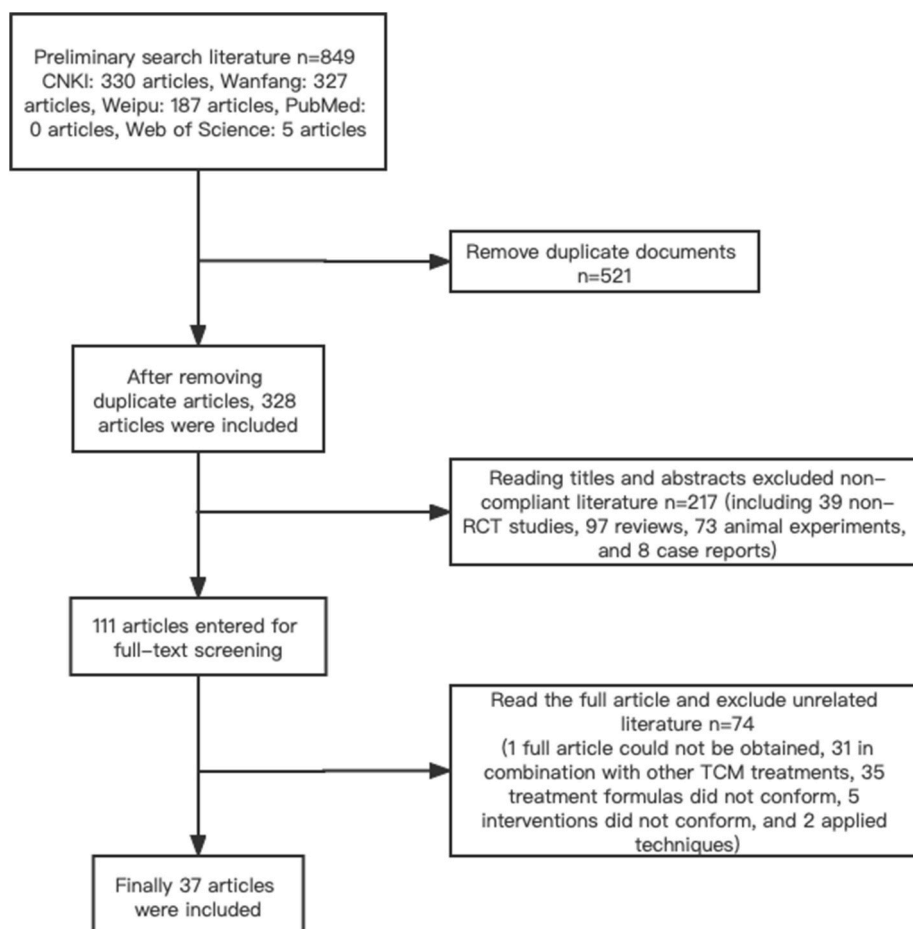 Preliminary search literature n=849
CNKI: 330 articles, Wanfang: 327
articles, Weipu: 187 articles, PubMed:
0 articles, Web of Science: 5 articles
Remove duplicate documents
n=521
After removing
duplicate articles, 328
articles were included
Reading titles and abstracts excluded non-
compliant literature n=217 (including 39 non-
RCT studies, 97 reviews, 73 animal experiments,
and 8 case reports)
111 articles entered for
full-text screening
Read the full article and exclude unrelated
literature n=74
(1 full article could not be obtained, 31 in
combination with other TCM treatments, 35
treatment formulas did not conform, 5
interventions did not conform, and 2 applied
techniques)
Finally 37 articles
were included